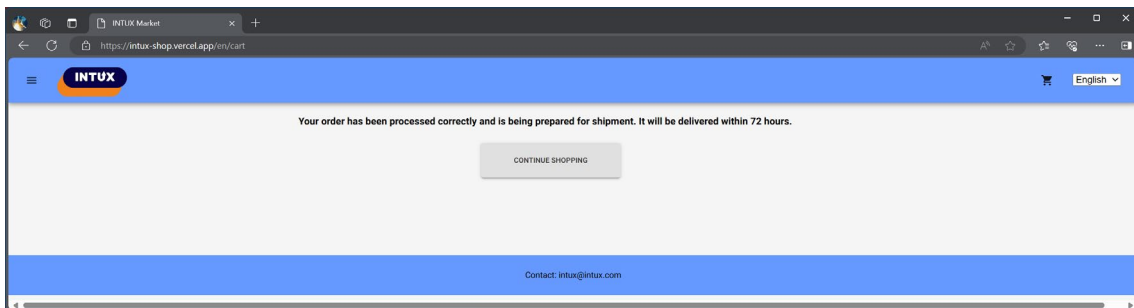 INTUX Market
https://intux-shop.vercel.app/en/cart
INTUX
English
Your order has been processed correctly and is being prepared for shipment. It will be delivered within 72 hours.
CONTINUE SHOPPING
Contact: intux@intux.com